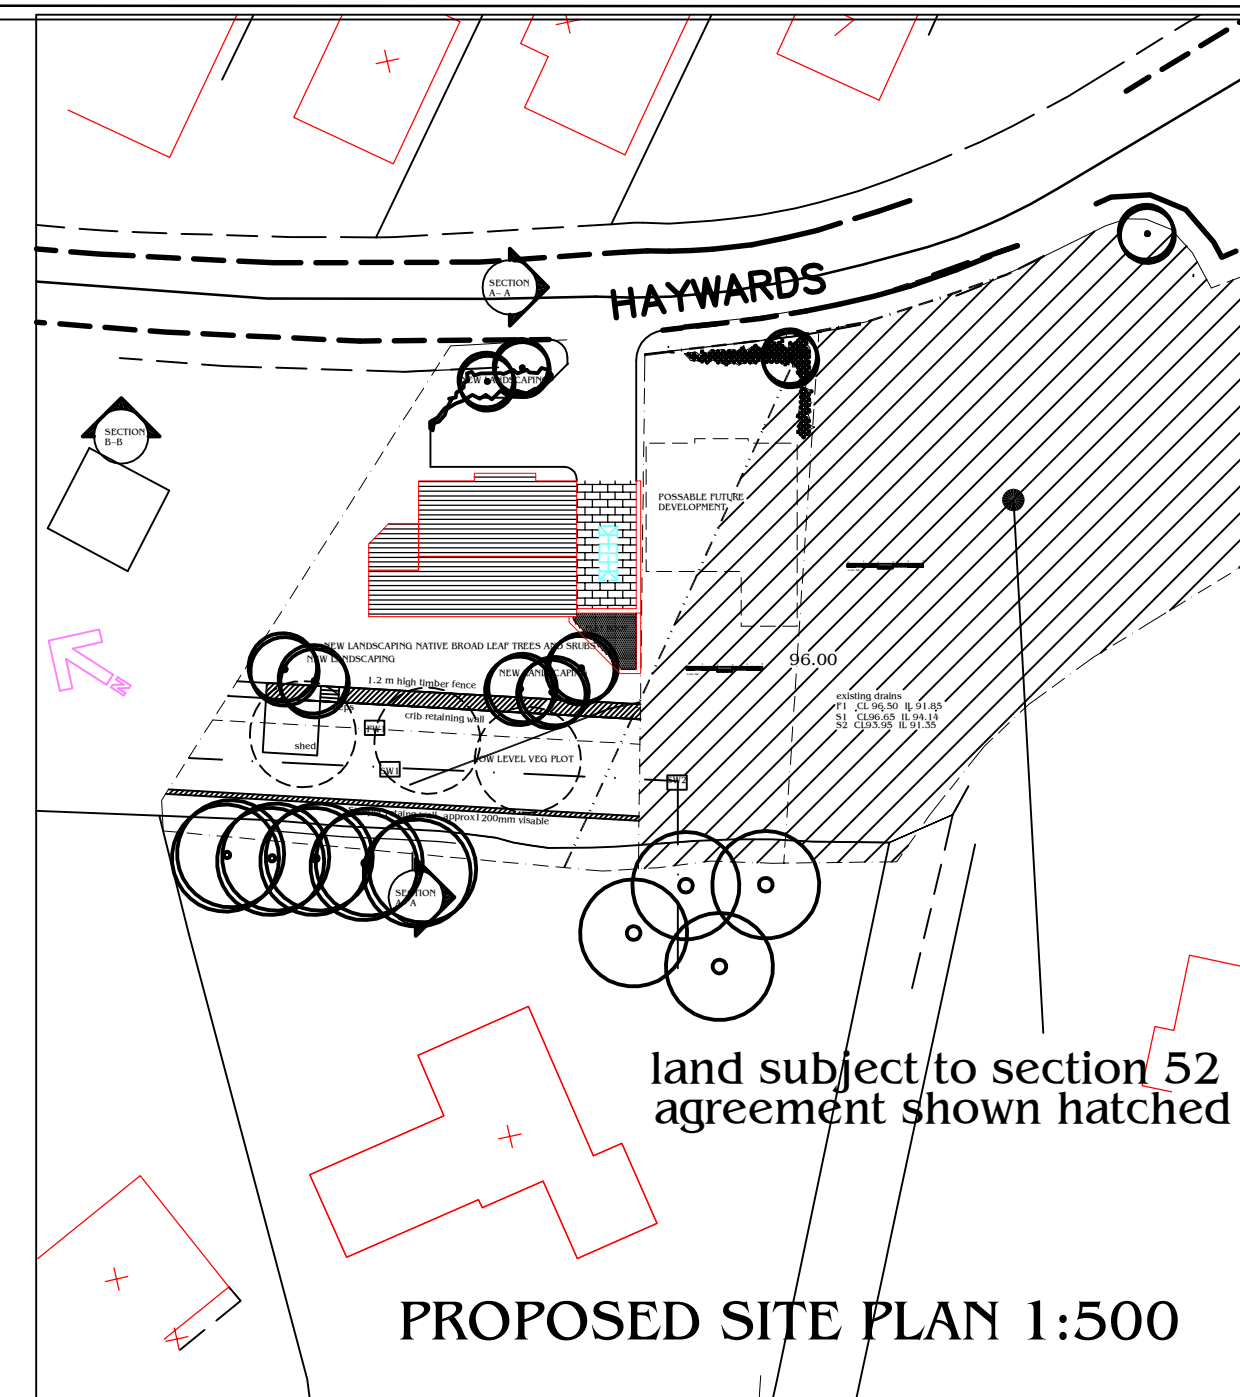 SECTION
A~ A
HAYWARDS
NEW LANDSCAPING
SECTION
B~B
POSSABLE FUTURE
DEVELOPMENT
N
NEW LANDSCAPING NATIVE BROAD LEAF TREES AND SRUBS
NEW LANDSCAPING
NEW LANDSCAPING
96.00
1.2 m high timber fence
crib retaining wall
existing drains
F1 CL 96.50 IL 91.85
S1 CL96.65 IL 94.14
S2 CL93.95 IL 91.35
FW1
shed
LOW LEVEL VEG PLOT
SW1
SW2
approx1200mm visable
SECTION
A~ A
land subject to section 52
agreement shown hatched
PROPOSED SITE PLAN 1:500